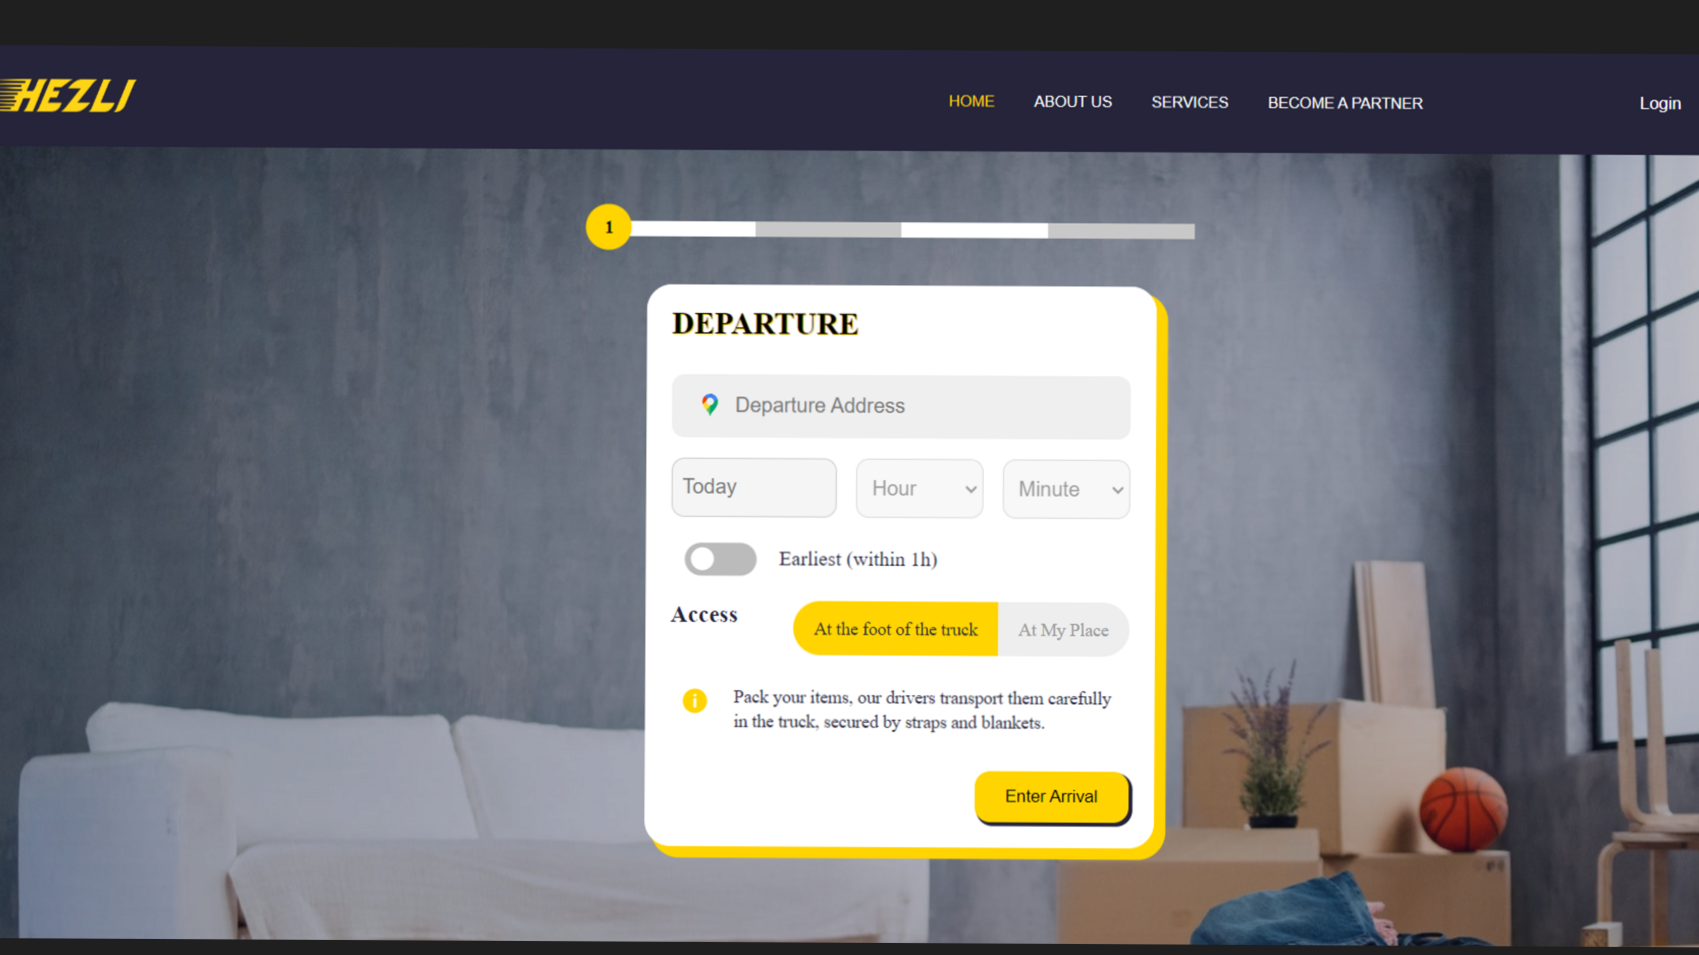 HEZLI
HOME ABOUT US SERVICES BECOME A PARTNER Login
1
DEPARTURE
Departure Address
Today Hour Minute
Earliest (within 1h)
Access
At the foot of the truck At My Place
Pack your items, our drivers transport them carefully
in the truck, secured by straps and blankets.
Enter Arrival